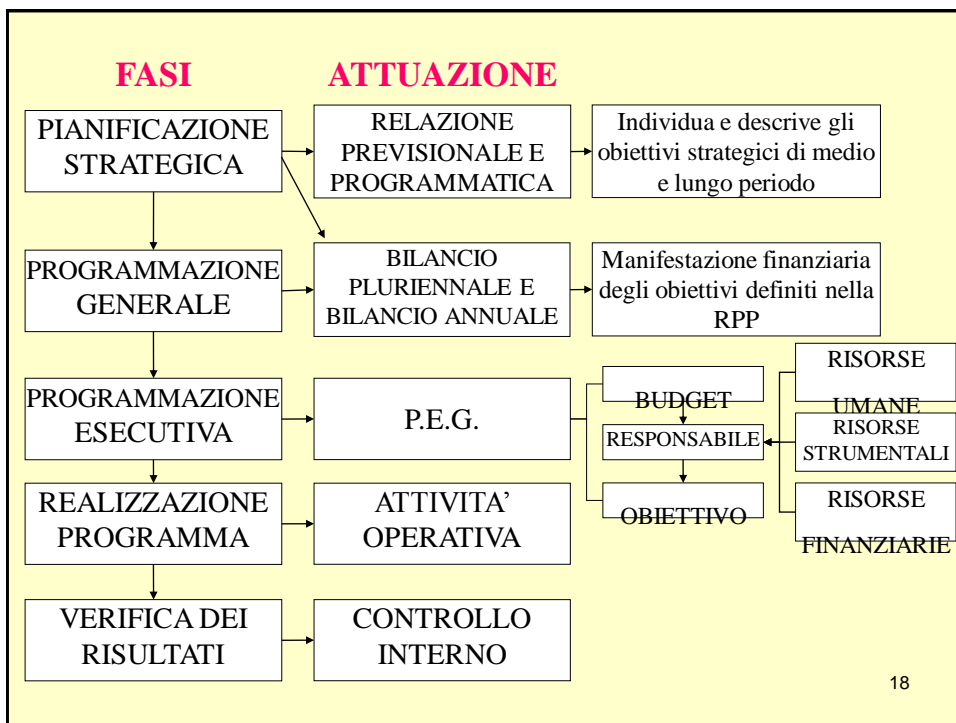 FASI
ATTUAZIONE
PIANIFICAZIONE
STRATEGICA
RELAZIONE
PREVISIONALE E
PROGRAMMATICA
Individua e descrive gli
obiettivi strategici di medio
e lungo periodo
PROGRAMMAZIONE
GENERALE
BILANCIO
PLURIENNALE E
BILANCIO ANNUALE
Manifestazione finanziaria
degli obiettivi definiti nella
RPP
PROGRAMMAZIONE
ESECUTIVA
P.E.G.
BUDGET
RESPONSABILE
OBIETTIVO
RISORSE
UMANE
RISORSE
STRUMENTALI
RISORSE
FINANZIARIE
REALIZZAZIONE
PROGRAMMA
ATTIVITA’
OPERATIVA
VERIFICA DEI
RISULTATI
CONTROLLO
INTERNO
18